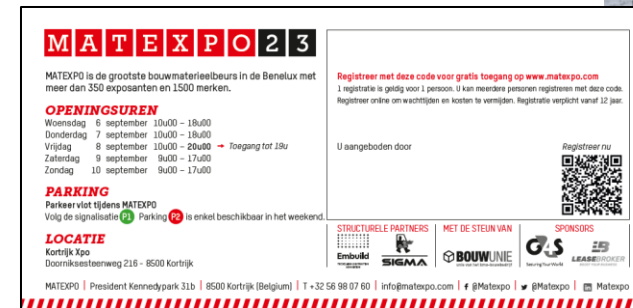 MATEXPO23
MATEXPO is de grootste bouwmaterieelbeurs in de Benelux met
meer dan 350 exposanten en 1500 merken.
OPENINGSUREN
Woensdag 6 september 10u00 – 18u00
Donderdag 7 september 10u00 – 18u00
Vrijdag 8 september 10u00 – 20u00 → Toegang tot 19u
Zaterdag 9 september 9u00 – 17u00
Zondag 10 september 9u00 – 17u00
PARKING
Parkeer vlot tijdens MATEXPO
Volg de signalisatie P1 Parking P2 is enkel beschikbaar in het weekend.
LOCATIE
Kortrijk Xpo
Doorniksesteenweg 216 - 8500 Kortrijk
Registreer met deze code voor gratis toegang op www.matexpo.com
1 registratie is geldig voor 1 persoon. U kan meerdere personen registreren met deze code.
Registreer online om wachttijden en kosten te vermijden. Registratie verplicht vanaf 12 jaar.
U aangeboden door
Registreer nu
STRUCTURELE PARTNERS
Embuild
SIGMA
MET DE STEUN VAN
BOUWUNIE
SPONSORS
G4S
Securing Your World
LEASEBROKER
MATEXPO | President Kennedypark 31b | 8500 Kortrijk (Belgium) | T +32 56 98 07 60 | info@matexpo.com | @Matexpo | @Matexpo | Matexpo